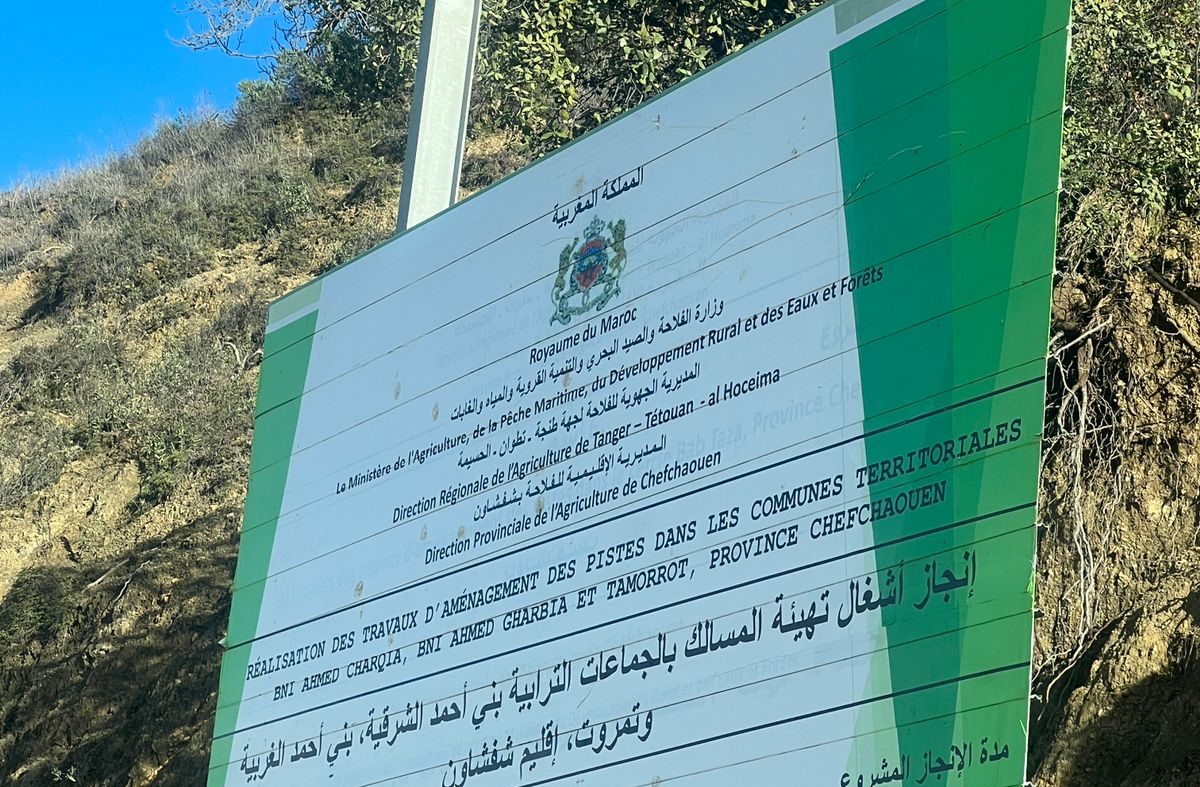 المملكة المغربية
Royaume du Maroc
وزارة الفلاحة والصيد البحري والتنمية القروية والمياه والغابات
Le Ministère de l'Agriculture, de la Pêche Maritime, du Développement Rural et des Eaux et Forêts
المديرية الجهوية للفلاحة لجهة طنجة - تطوان - الحسيمة
Direction Régionale de l'Agriculture de Tanger – Tétouan - al Hoceima
المديرية الإقليمية للفلاحة بشفشاون
Direction Provinciale de l'Agriculture de Chefchaouen
RÉALISATION DES TRAVAUX D'AMÉNAGEMENT DES PISTES DANS LES COMMUNES TERRITORIALES
BNI AHMED CHARQIA, BNI AHMED GHARBIA ET TAMORROT, PROVINCE CHEFCHAOUEN
إنجاز أشغال تهيئة المسالك بالجماعات الترابية بني أحمد الشرقية، بني أحمد الغربية
وتمروت، إقليم شفشاون
مدة الإنجاز المشروع